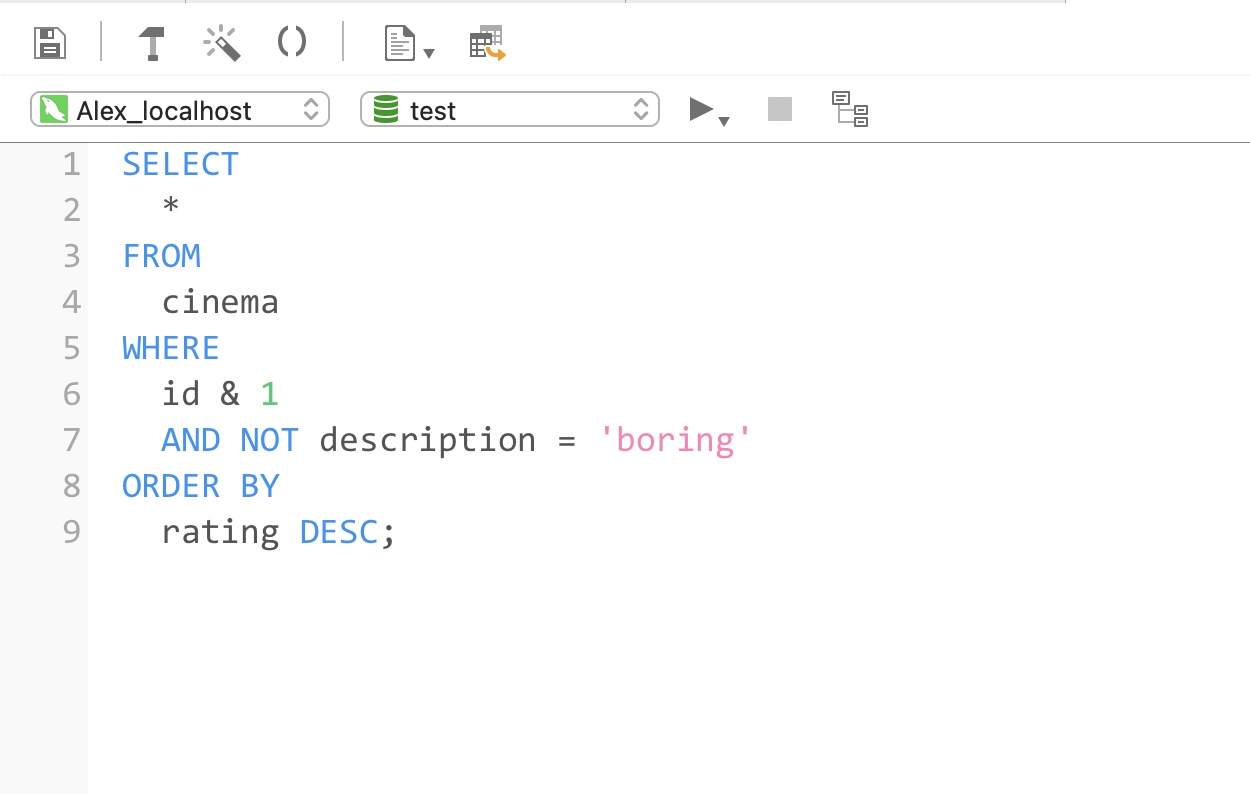 Alex_localhost test
1 SELECT
2 *
3 FROM
4 cinema
5 WHERE
6 id & 1
7 AND NOT description = 'boring'
8 ORDER BY
9 rating DESC;